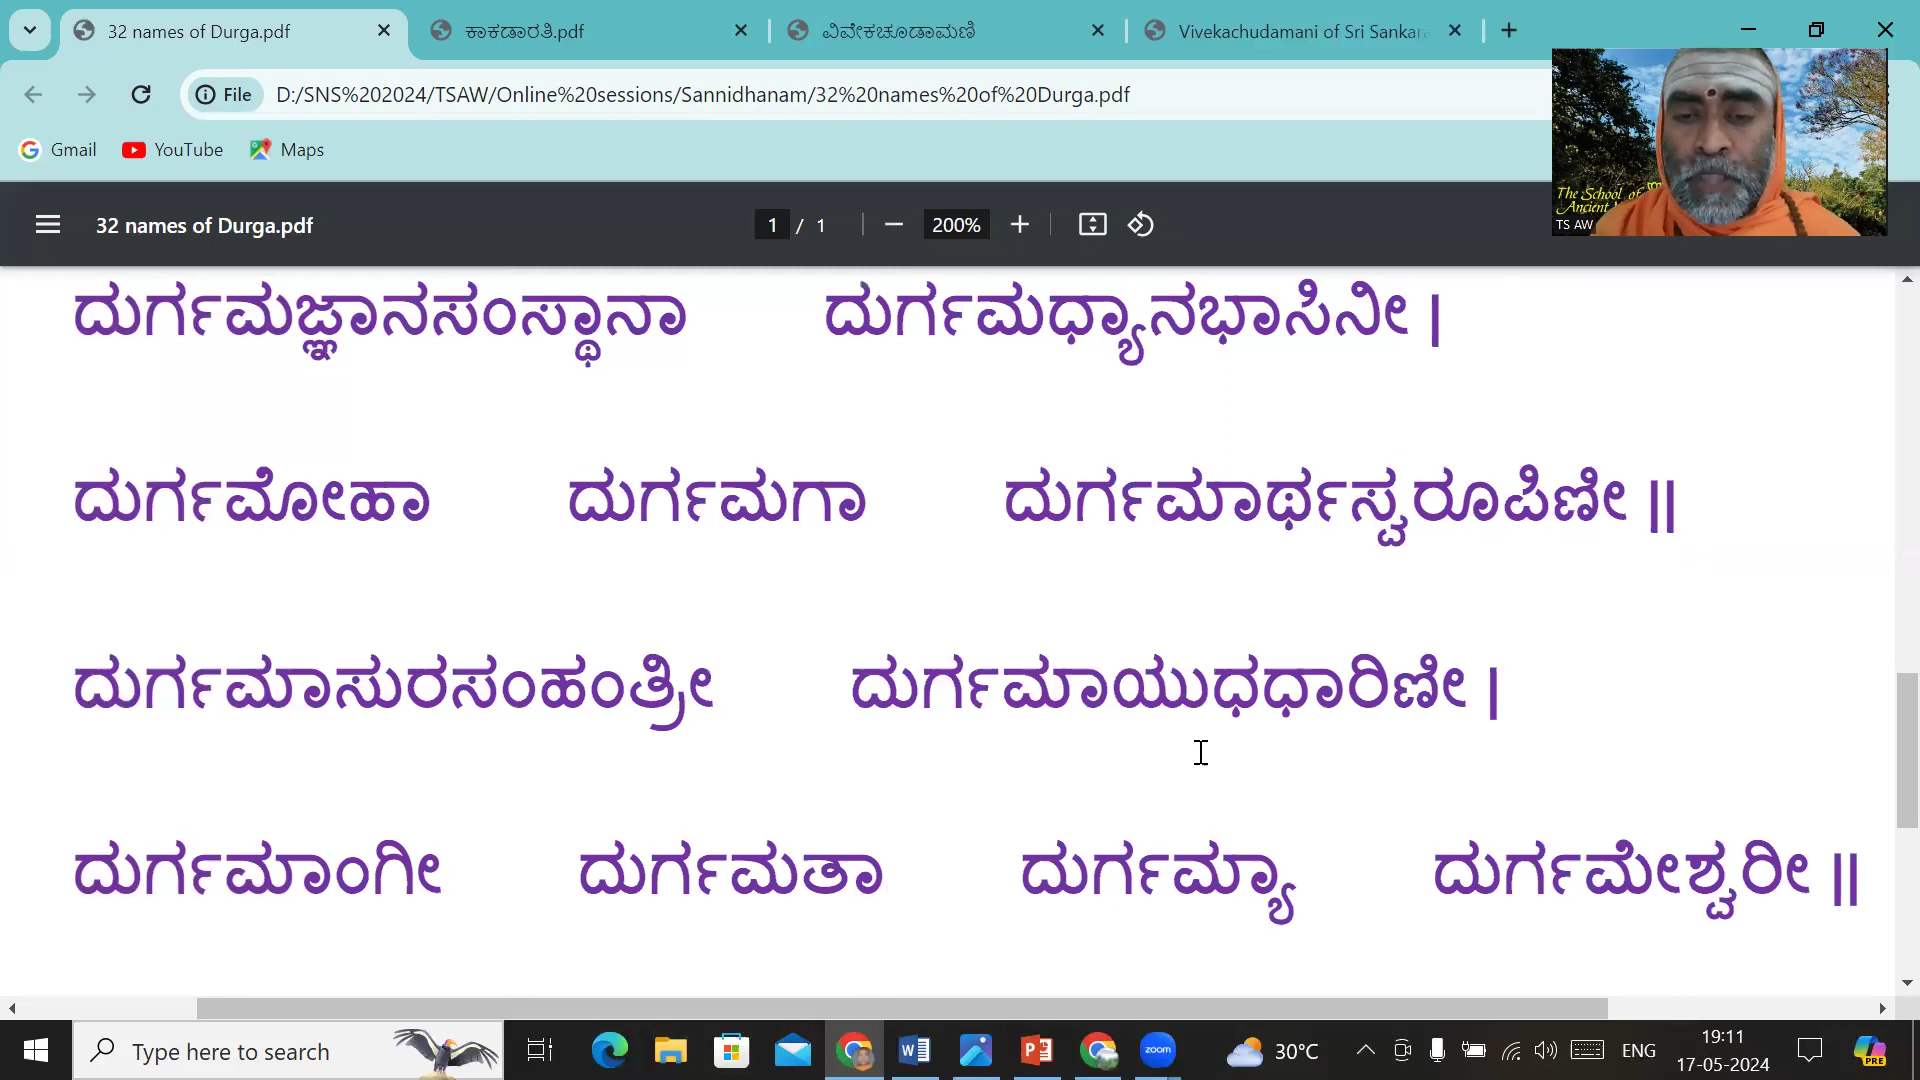 32 names of Durga.pdf ಕಾಕಡಾರತಿ.pdf ವಿವೇಕಚೂಡಾಮಣಿ Vivekachudamani of Sri Sankar
File D:/SNS%202024/TSAW/Online%20sessions/Sannidhanam/32%20names%20of%20Durga.pdf
Gmail YouTube Maps
The School of
Ancient
TS AW
32 names of Durga.pdf 1 / 1 200%
ದುರ್ಗಮಜ್ಞಾನಸಂಸ್ಥಾನಾ ದುರ್ಗಮಧ್ಯಾನಭಾಸಿನೀ |
ದುರ್ಗಮೋಹಾ ದುರ್ಗಮಗಾ ದುರ್ಗಮಾರ್ಥಸ್ವರೂಪಿಣೀ ||
ದುರ್ಗಮಾಸುರಸಂಹಂತ್ರೀ ದುರ್ಗಮಾಯುಧಧಾರಿಣೀ |
ದುರ್ಗಮಾಂಗೀ ದುರ್ಗಮತಾ ದುರ್ಗಮ್ಯಾ ದುರ್ಗಮೇಶ್ವರೀ ||
Type here to search zoom 30°C ENG 19:11
17-05-2024
PRE